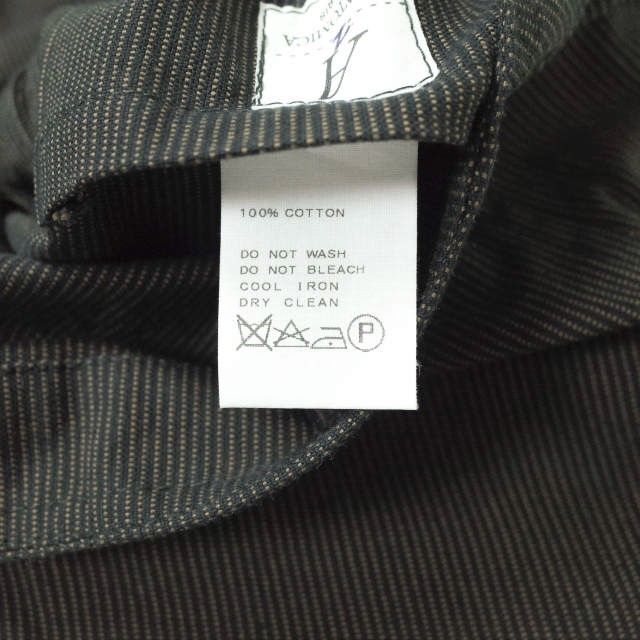 100% COTTON
DO NOT WASH
DO NOT BLEACH
COOL IRON
DRY CLEAN
P